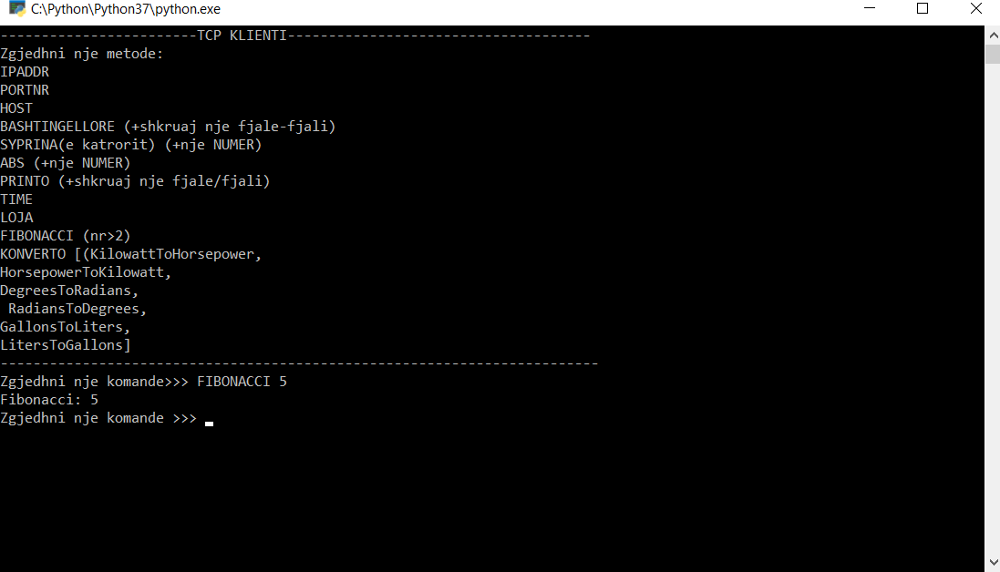 C:\Python\Python37\python.exe
------------------------TCP KLIENTI-------------------------------------
Zgjedhni nje metode:
IPADDR
PORTNR
HOST
BASHTINGELLORE (+shkruaj nje fjale-fjali)
SYPRINA(e katrorit) (+nje NUMER)
ABS (+nje NUMER)
PRINTO (+shkruaj nje fjale/fjali)
TIME
LOJA
FIBONACCI (nr>2)
KONVERTO [(KilowattToHorsepower,
HorsepowerToKilowatt,
DegreesToRadians,
 RadiansToDegrees,
GallonsToLiters,
LitersToGallons]
-------------------------------------------------------------------------
Zgjedhni nje komande>>> FIBONACCI 5
Fibonacci: 5
Zgjedhni nje komande >>>